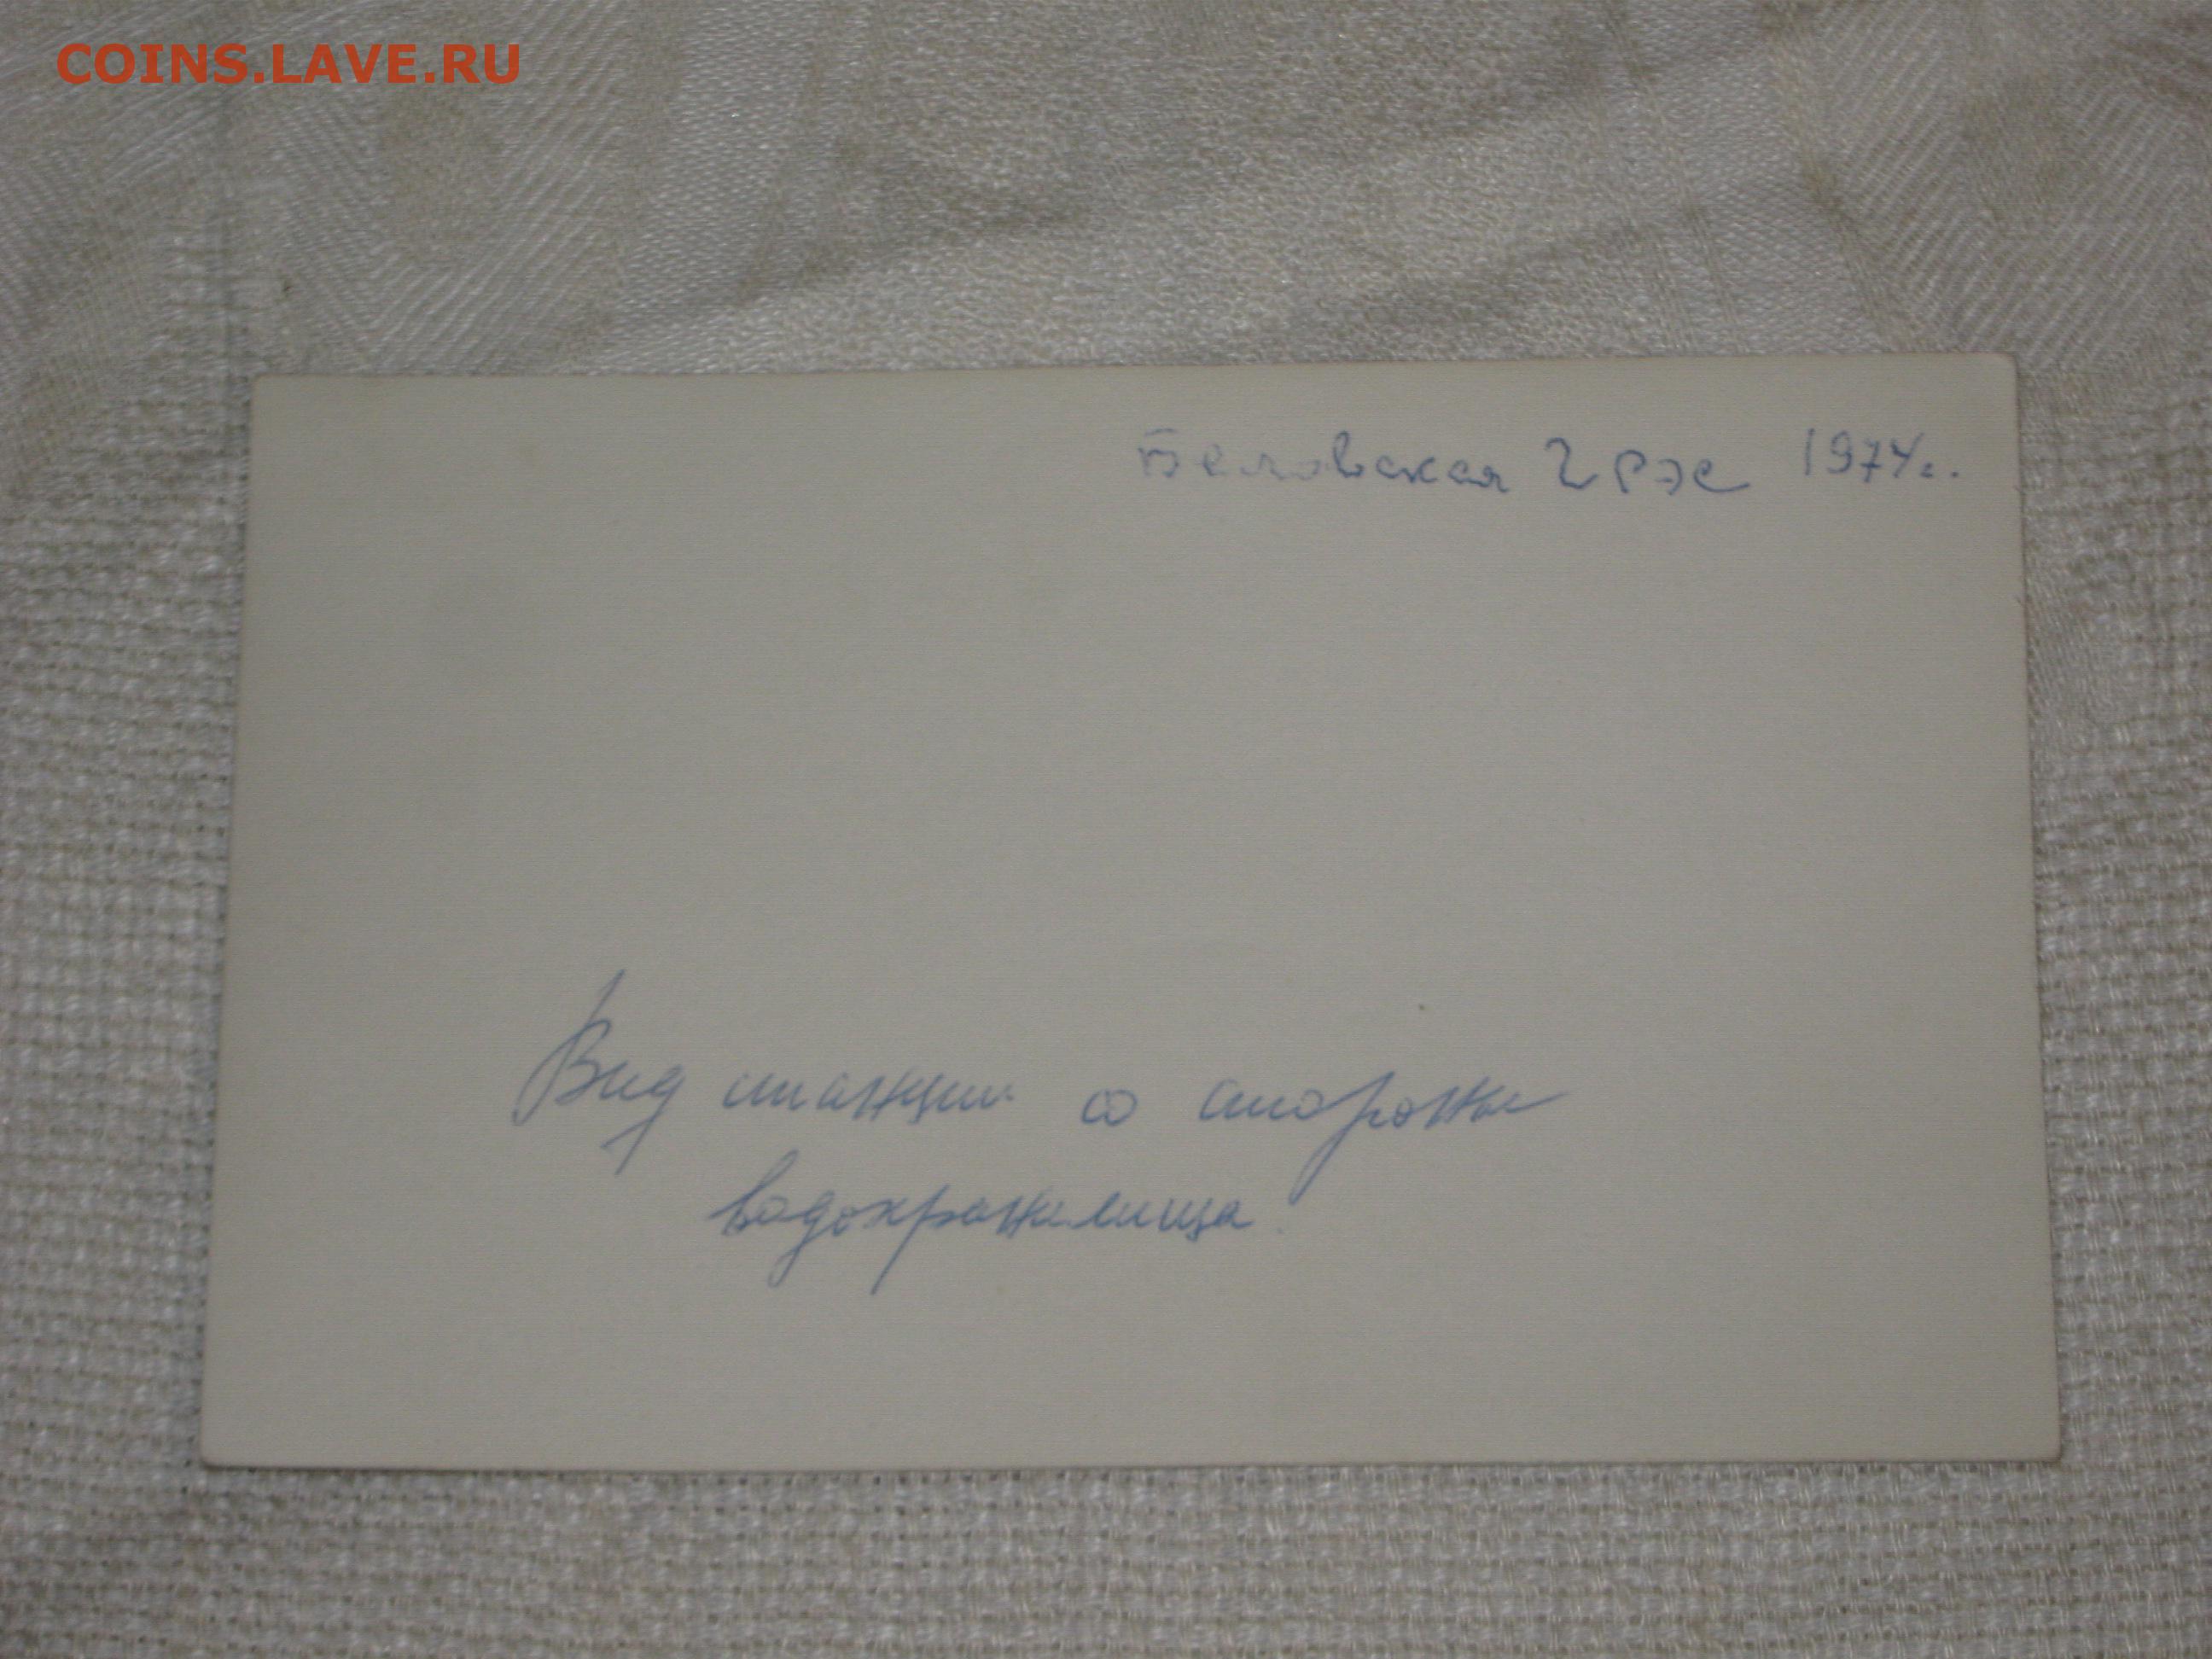 COINS.LAVE.RU
Беловская ГРЭС 1974г.
Вид станции со стороны
водохранилища.